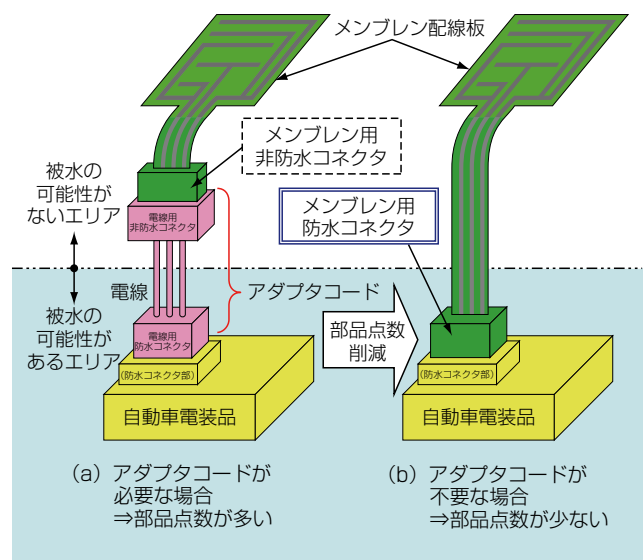 メンブレン配線板
メンブレン用
非防水コネクタ
被水の
可能性が
ないエリア
電線用
非防水コネクタ
メンブレン用
防水コネクタ
電線
アダプタコード
被水の
可能性が
あるエリア
電線用
防水コネクタ
(防水コネクタ部)
自動車電装品
部品点数
削減
(防水コネクタ部)
自動車電装品
(a) アダプタコードが
必要な場合
⇒部品点数が多い
(b) アダプタコードが
不要な場合
⇒部品点数が少ない